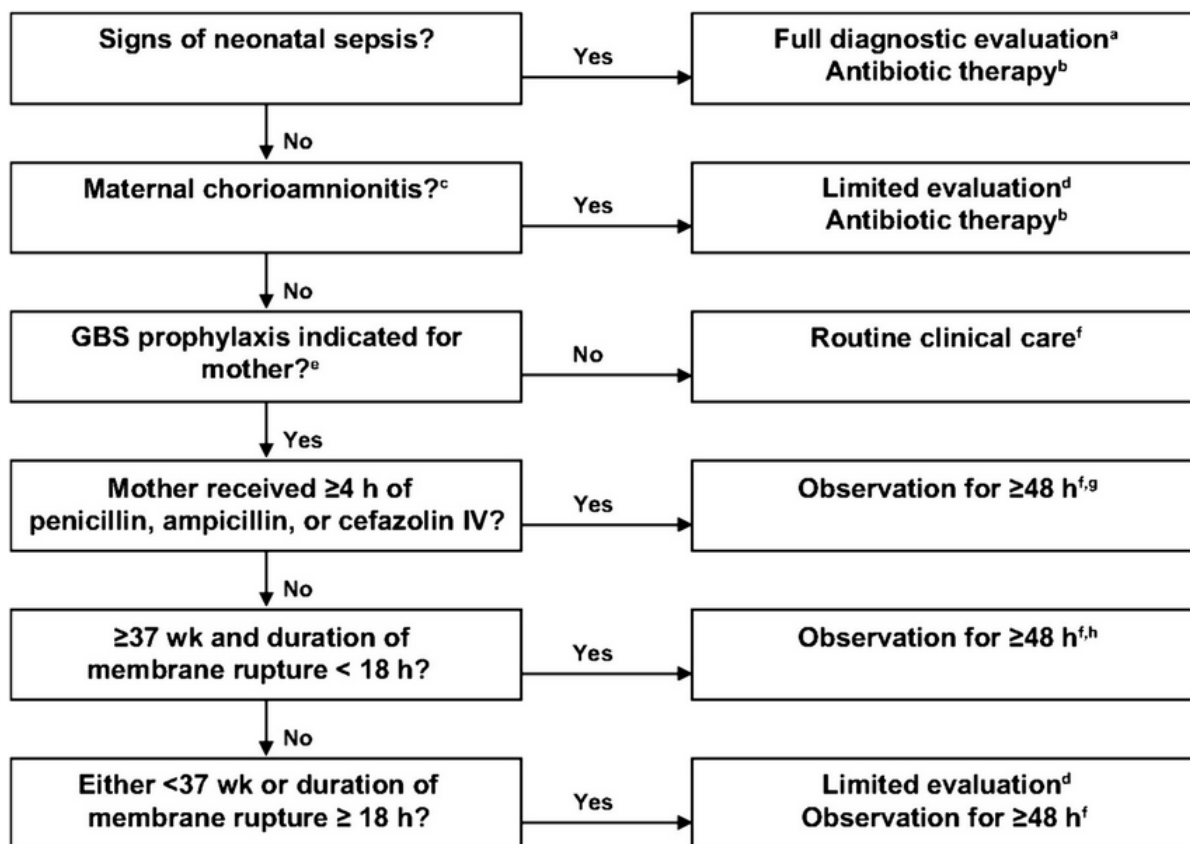 Signs of neonatal sepsis?
Yes
Full diagnostic evaluationᵃ
Antibiotic therapyᵇ
No
Maternal chorioamnionitis?ᶜ
Yes
Limited evaluationᵈ
Antibiotic therapyᵇ
No
GBS prophylaxis indicated for
mother?ᵉ
No
Routine clinical careᶠ
Yes
Mother received ≥4 h of
penicillin, ampicillin, or cefazolin IV?
Yes
Observation for ≥48 hᶠ,ᵍ
No
≥37 wk and duration of
membrane rupture < 18 h?
Yes
Observation for ≥48 hᶠ,ʰ
No
Either <37 wk or duration of
membrane rupture ≥ 18 h?
Yes
Limited evaluationᵈ
Observation for ≥48 hᶠ